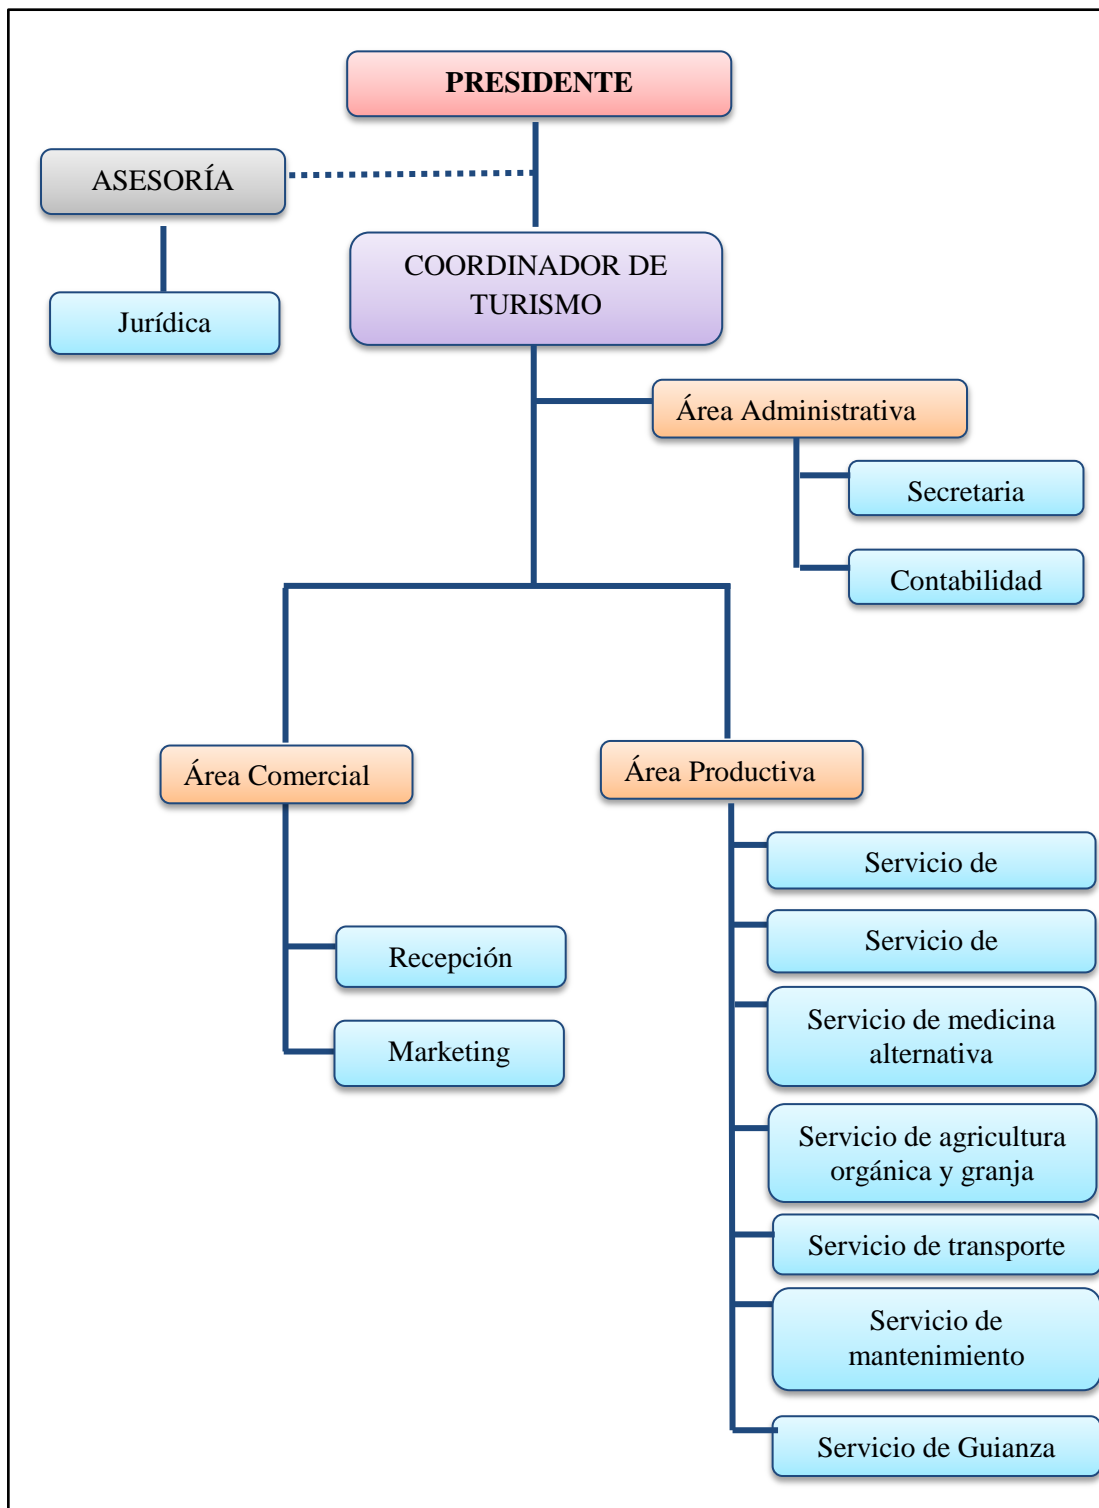 PRESIDENTE
ASESORÍA
Jurídica
COORDINADOR DE
TURISMO
Área Administrativa
Secretaria
Contabilidad
Área Comercial
Recepción
Marketing
Área Productiva
Servicio de
Servicio de
Servicio de medicina
alternativa
Servicio de agricultura
orgánica y granja
Servicio de transporte
Servicio de
mantenimiento
Servicio de Guianza